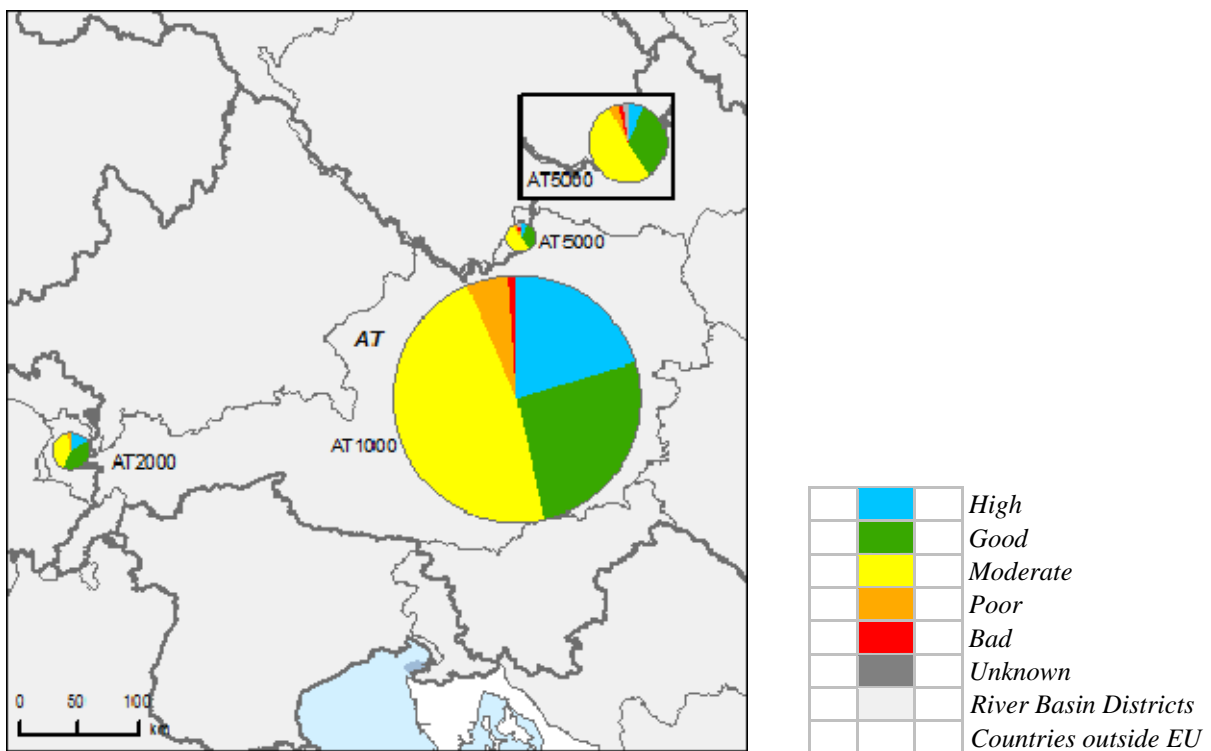 AT5000
AT5000
AT
AT1000
AT2000
0 50 100
km
High
Good
Moderate
Poor
Bad
Unknown
River Basin Districts
Countries outside EU